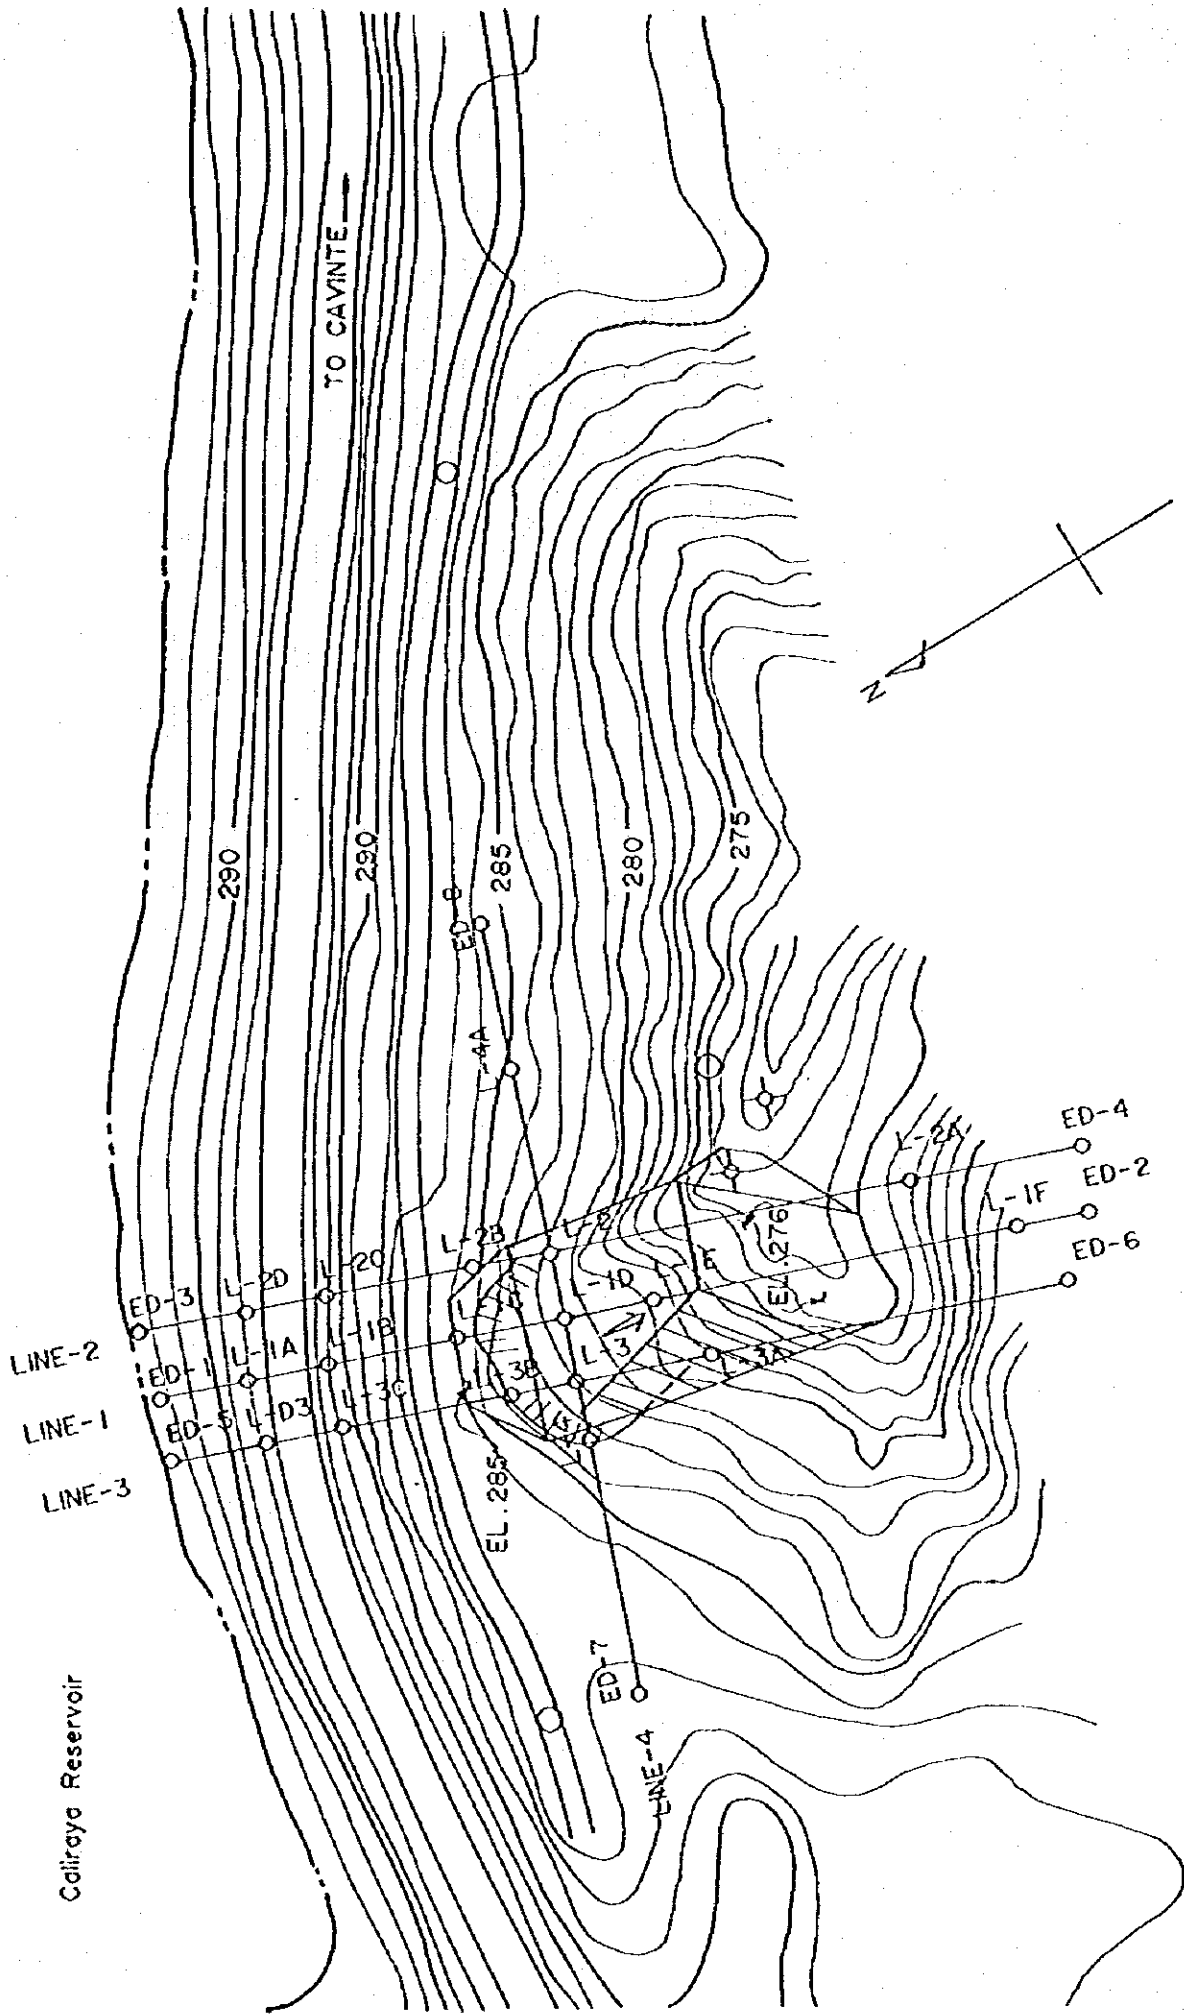 Caliraya Reservoir
TO CAVINTE
290
290
285
280
275
N
ED-8
L-4A
LINE-2
ED-3
L-2D
L-2C
L-2B
L-2
L-2A
ED-4
LINE-1
ED-1
L-1A
L-1B
L-1D
L-1F
ED-2
LINE-3
ED-5
L-D3
L-3C
L-3B
L-3
L-3A
ED-6
EL.276
EL.285
ED-7
LINE-4